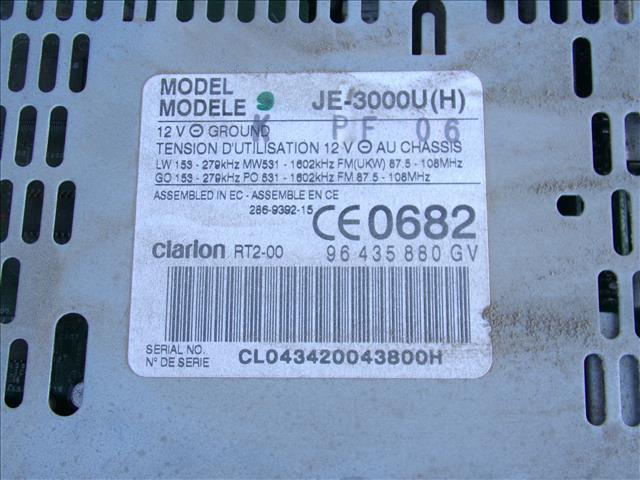 MODEL
MODELE 9 JE-3000U(H)
K PF 06
12 V ⊖ GROUND
TENSION D'UTILISATION 12 V ⊖ AU CHASSIS
LW 153 - 279kHz MW531 - 1602kHz FM(UKW) 87.5 - 108MHz
GO 153 - 279kHz PO 531 - 1602kHz FM 87.5 - 108MHz
ASSEMBLED IN EC - ASSEMBLE EN CE
286-9392-15 CE0682
clarion RT2-00 96 435 880 GV
SERIAL NO.
N° DE SERIE CL043420043800H